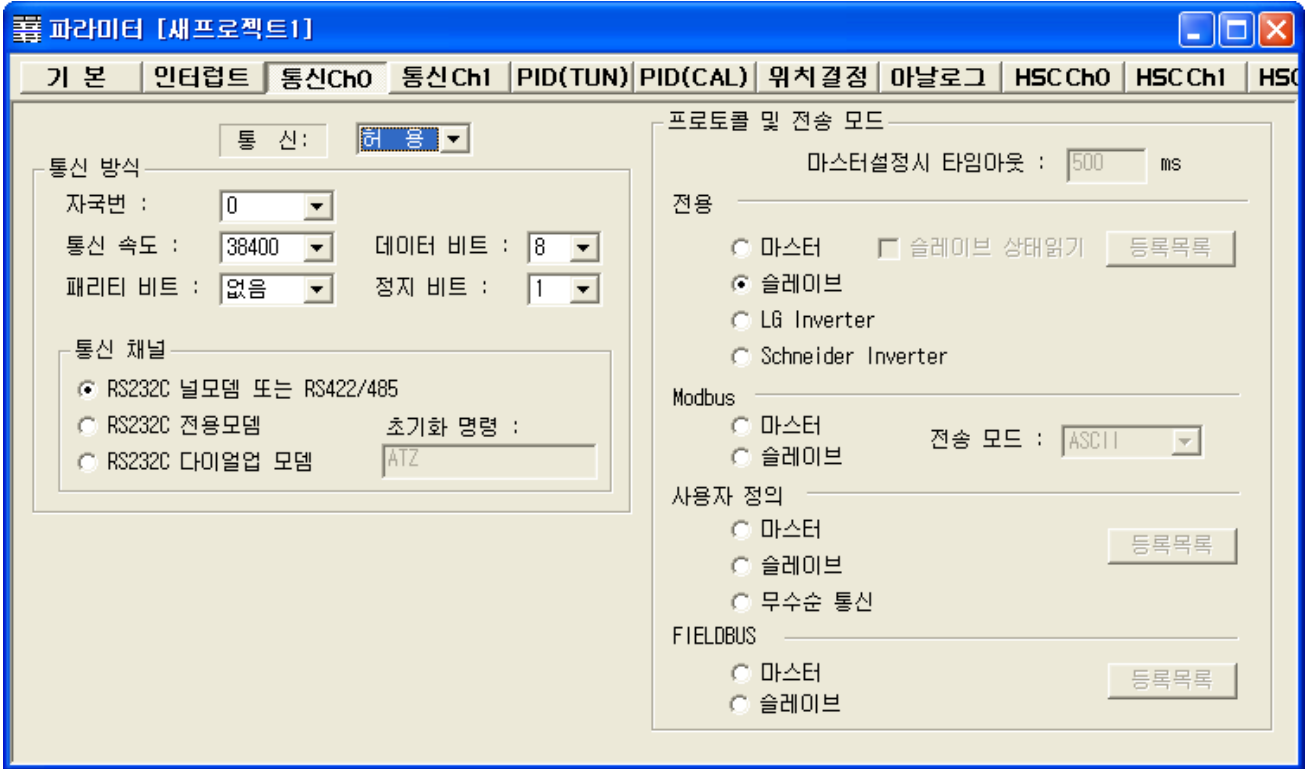 파라미터 [새프로젝트1]
기 본 인터럽트 통신Ch0 통신Ch1 PID(TUN) PID(CAL) 위치결정 아날로그 HSC Ch0 HSC Ch1 HSC
통 신: 허 용
통신 방식
자국번 : 0
통신 속도 : 38400 데이터 비트 : 8
패리티 비트 : 없음 정지 비트 : 1
통신 채널
RS232C 널모뎀 또는 RS422/485
RS232C 전용모뎀 초기화 명령 :
RS232C 다이얼업 모뎀 ATZ
프로토콜 및 전송 모드
마스터설정시 타임아웃 : 500 ms
전용
마스터 슬레이브 상태읽기 등록목록
슬레이브
LG Inverter
Schneider Inverter
Modbus
마스터
슬레이브
전송 모드 : ASCII
사용자 정의
마스터
등록목록
슬레이브
무수순 통신
FIELDBUS
마스터
등록목록
슬레이브